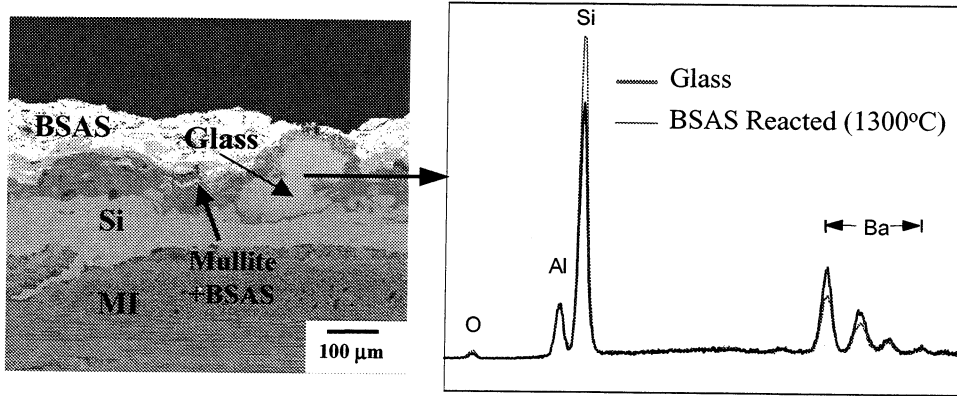 BSAS
Glass
Si
Mullite
+BSAS
MI
100 μm
Si
Al
O
Ba
Glass
BSAS Reacted (1300°C)